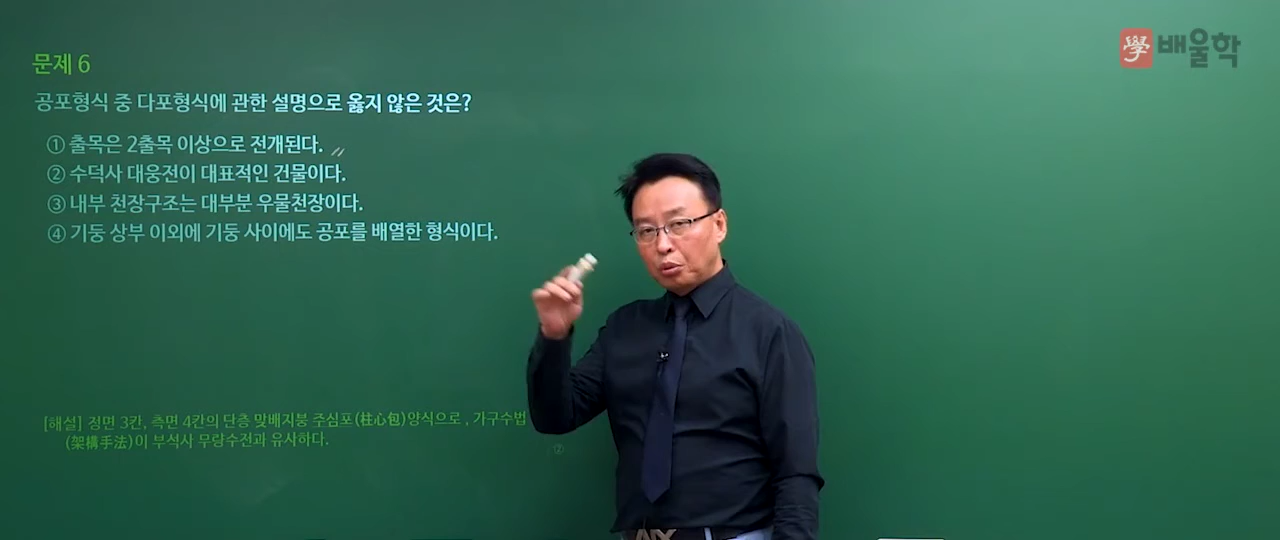 學 배울학
문제 6
공포형식 중 다포형식에 관한 설명으로 옳지 않은 것은?
① 출목은 2출목 이상으로 전개된다.
② 수덕사 대웅전이 대표적인 건물이다.
③ 내부 천장구조는 대부분 우물천장이다.
④ 기둥 상부 이외에 기둥 사이에도 공포를 배열한 형식이다.
[해설] 정면 3칸, 측면 4칸의 단층 맞배지붕 주심포(柱心包)양식으로 , 가구수법
(架構手法)이 부석사 무량수전과 유사하다.
②